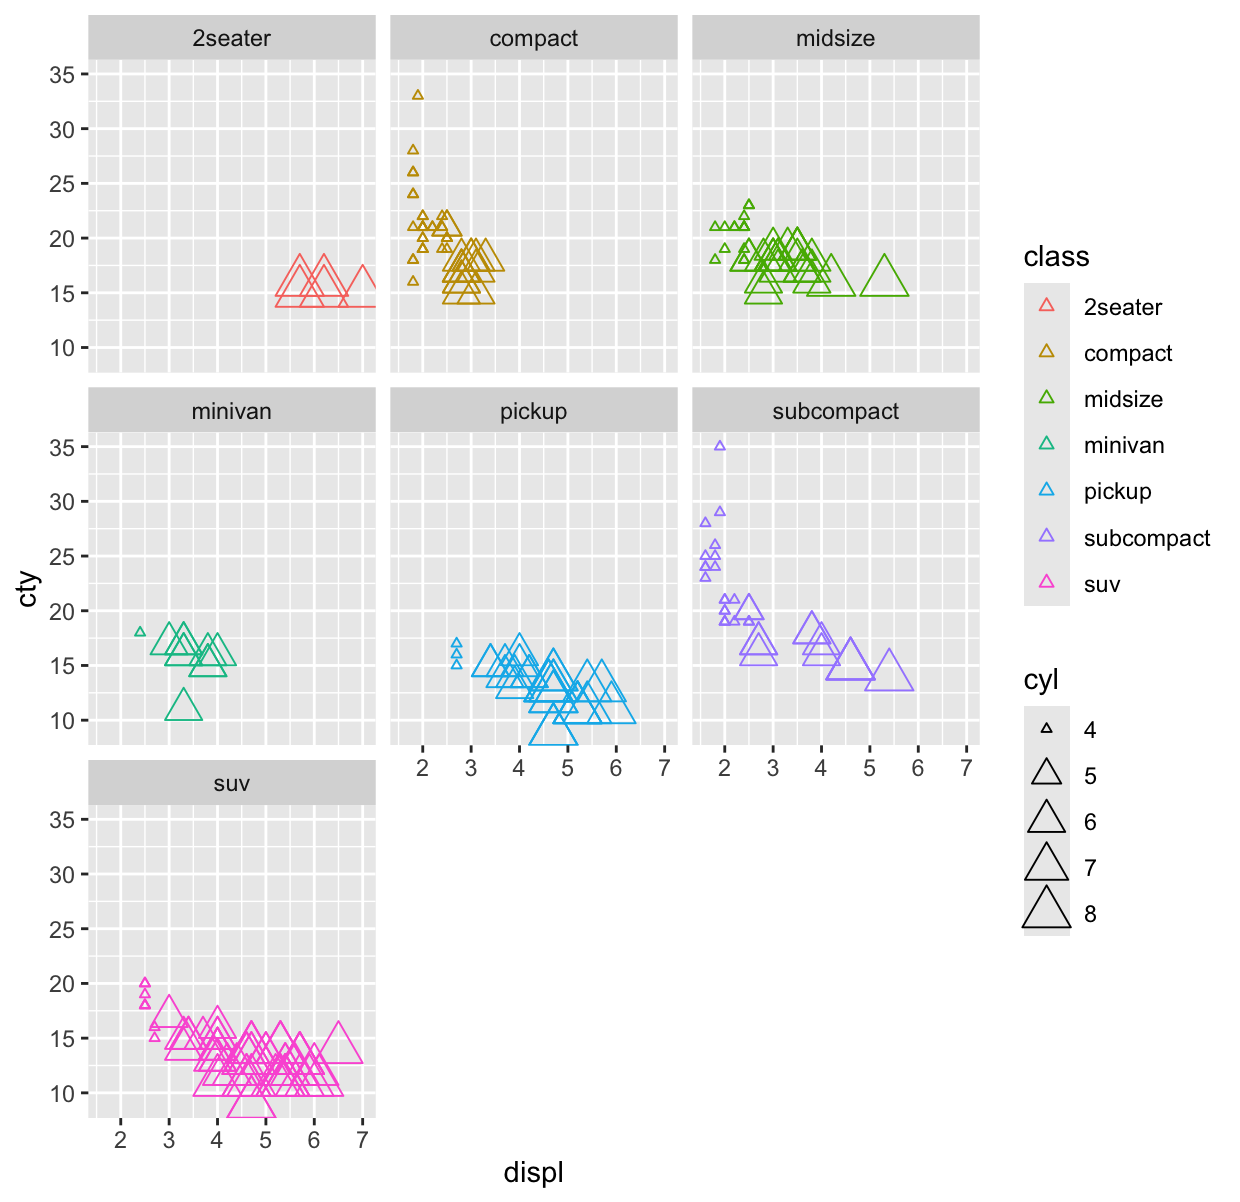 2seater compact midsize
35
30
25
20
15
10
minivan pickup subcompact
35
30
25
20
15
10
2 3 4 5 6 7 2 3 4 5 6 7
suv
35
30
25
20
15
10
2 3 4 5 6 7
displ
cty
class
2seater
compact
midsize
minivan
pickup
subcompact
suv
cyl
4
5
6
7
8